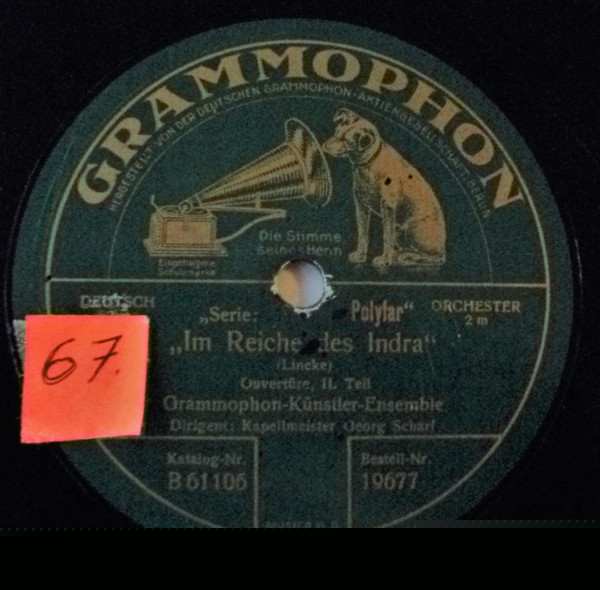 GRAMMOPHON
HERGESTELLT VON DER DEUTSCHEN GRAMMOPHON-AKTIENGESELLSCHAFT, BERLIN
Die Stimme
seines Herrn
Eingetragene
Schutzmarke
DEUTSCH
„Serie: Polyfar“
ORCHESTER
2 m
„Im Reiche des Indra“
(Lincke)
Ouvertüre, II. Teil
Grammophon-Künstler-Ensemble
Dirigent: Kapellmeister Georg Scharf
67.
Katalog-Nr.
B 61106
Bestell-Nr.
19677